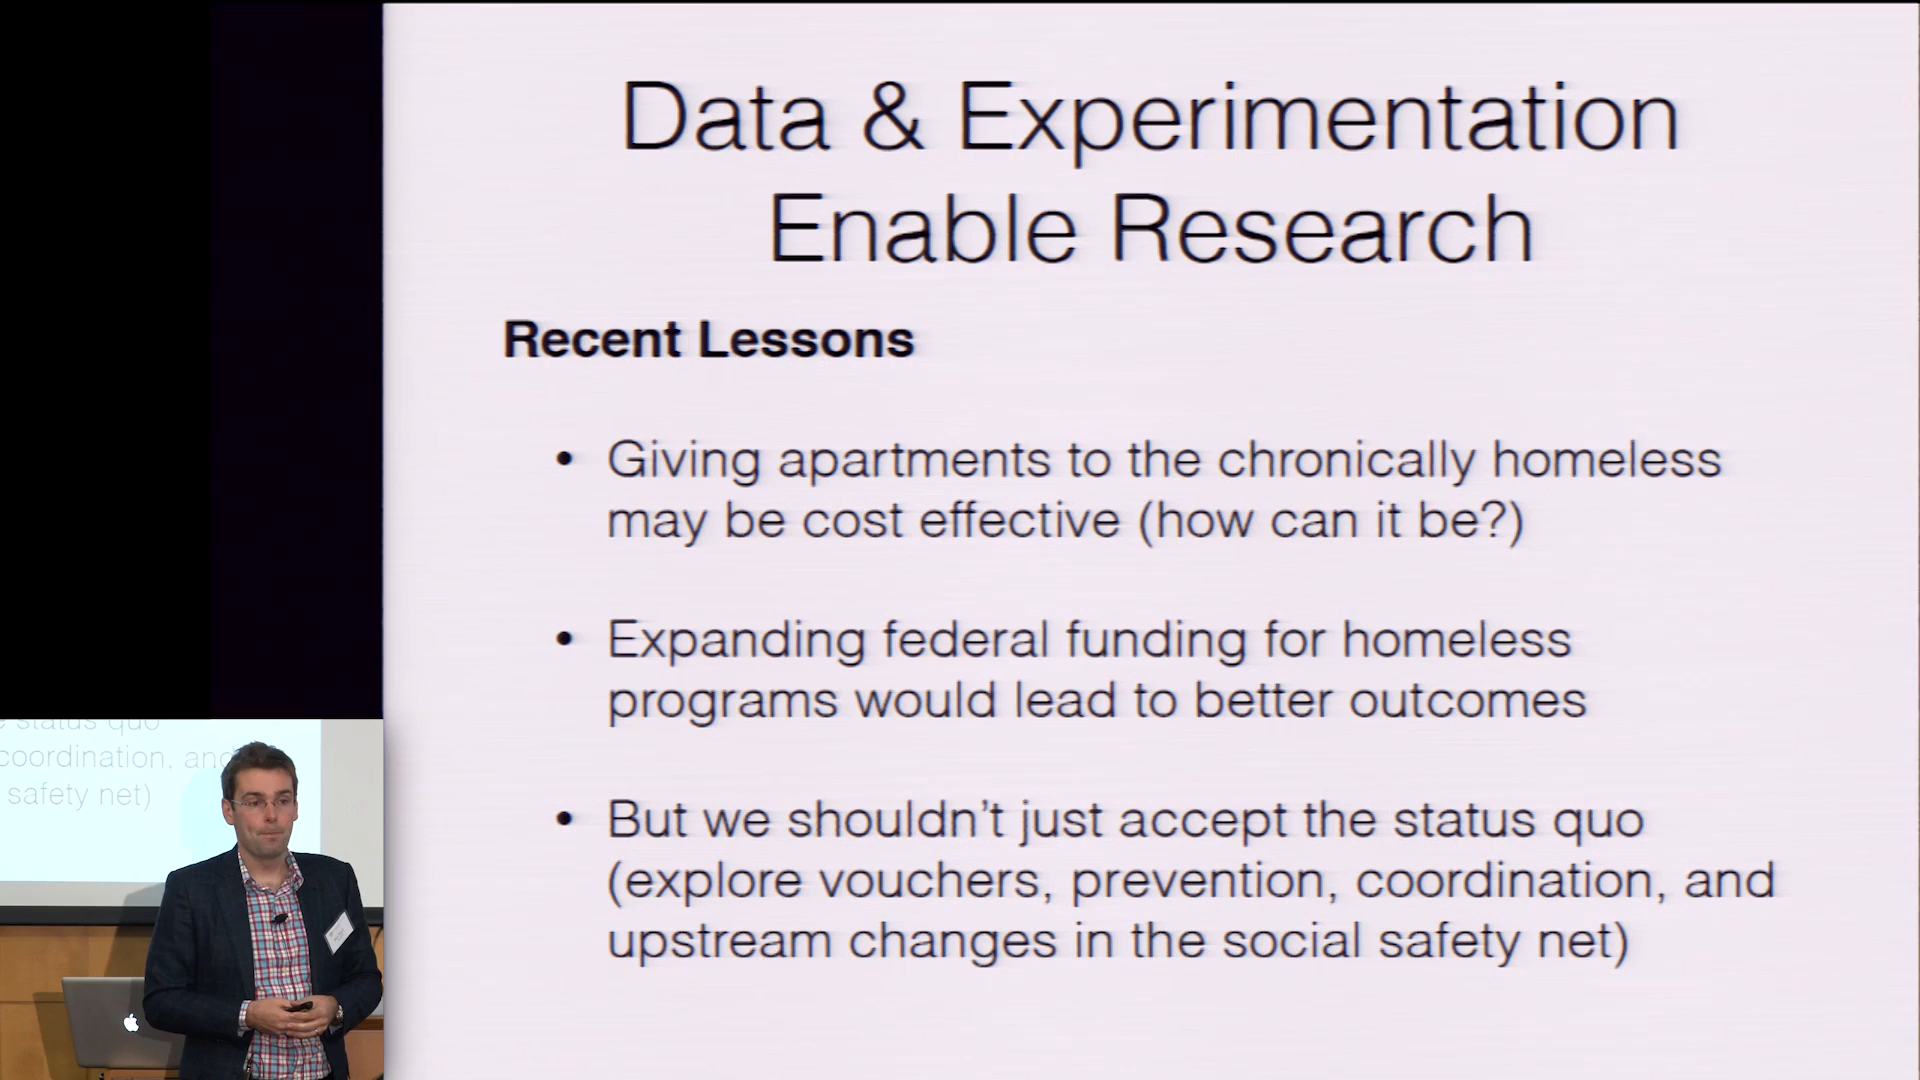 Data & Experimentation
Enable Research
Recent Lessons
• Giving apartments to the chronically homeless
may be cost effective (how can it be?)
• Expanding federal funding for homeless
programs would lead to better outcomes
• But we shouldn't just accept the status quo
(explore vouchers, prevention, coordination, and
upstream changes in the social safety net)
status quo
coordination, and
safety net)